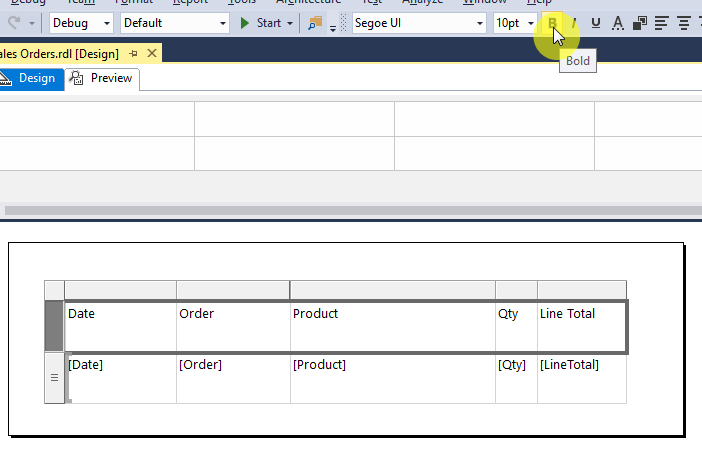 Debug Team Format Report Tools Architecture Test Analyze Window Help
Debug Default Start Segoe UI 10pt B I U A
ales Orders.rdl [Design]
Bold
Design Preview
Date Order Product Qty Line Total
[Date] [Order] [Product] [Qty] [LineTotal]